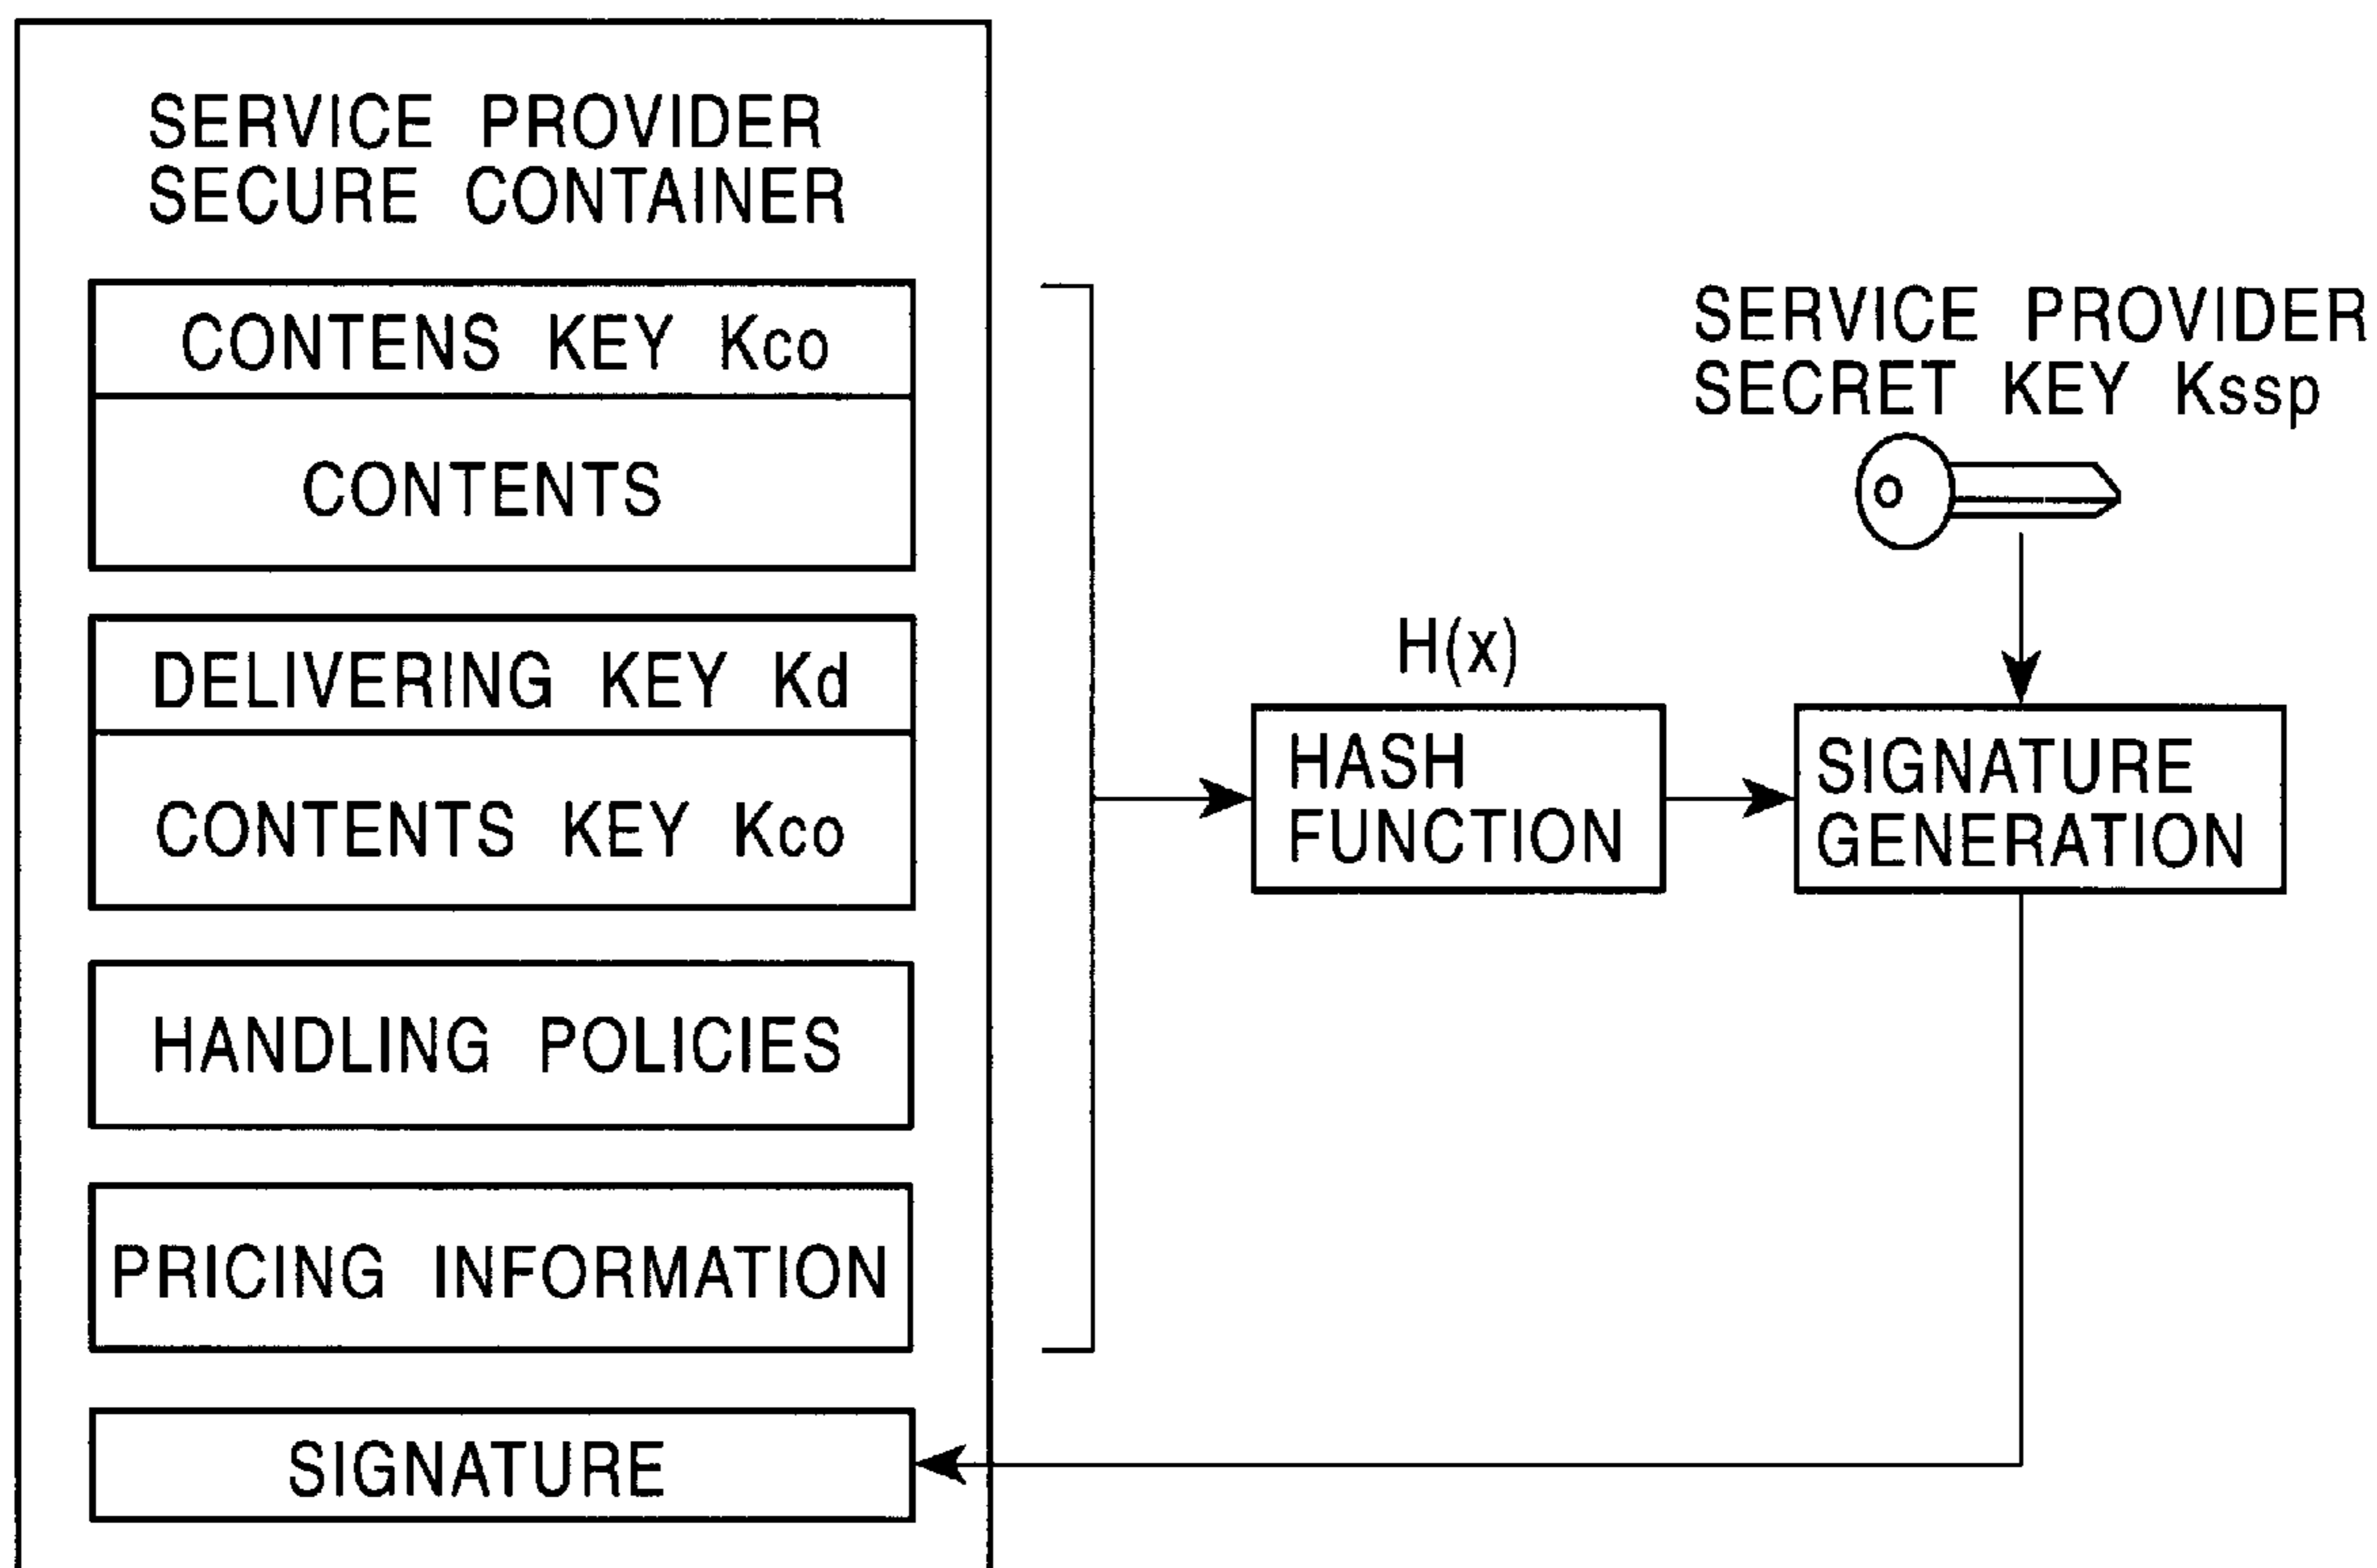 SERVICE PROVIDER
SECURE CONTAINER
CONTENS KEY Kco
CONTENTS
DELIVERING KEY Kd
CONTENTS KEY Kco
HANDLING POLICIES
PRICING INFORMATION
SIGNATURE
H(x)
HASH
FUNCTION
SERVICE PROVIDER
SECRET KEY Kssp
SIGNATURE
GENERATION